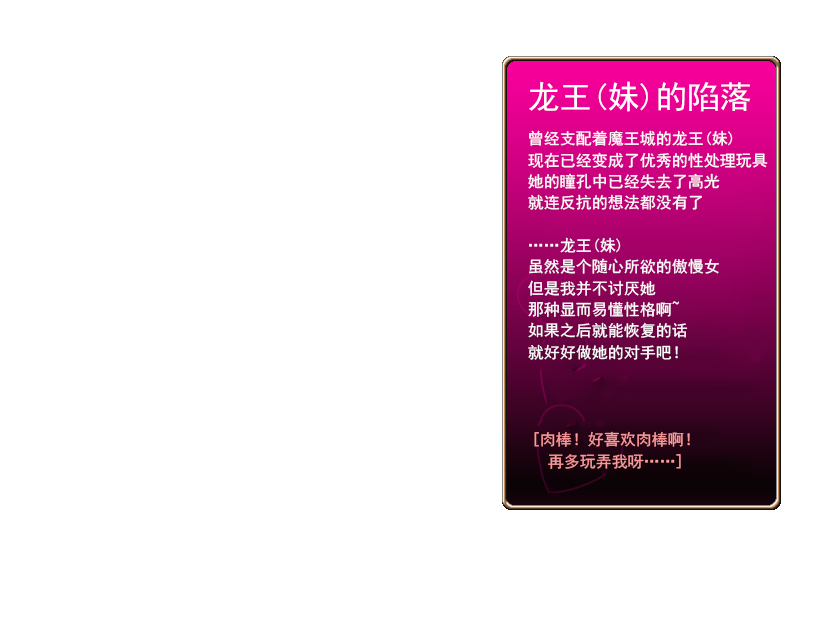 龙王(妹)的陷落
曾经支配着魔王城的龙王(妹)
现在已经变成了优秀的性处理玩具
她的瞳孔中已经失去了高光
就连反抗的想法都没有了
……龙王(妹)
虽然是个随心所欲的傲慢女
但是我并不讨厌她
那种显而易懂性格啊~
如果之后就能恢复的话
就好好做她的对手吧!
[肉棒! 好喜欢肉棒啊!
再多玩弄我呀……]